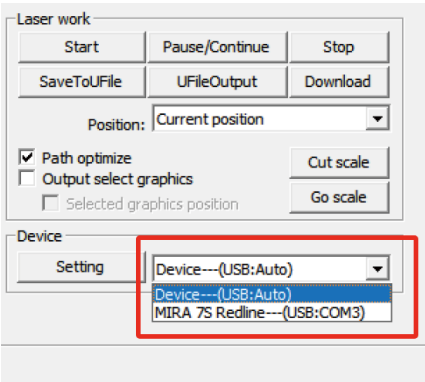 Laser work
Start Pause/Continue Stop
SaveToUFile UFileOutput Download
Position: Current position
Path optimize Cut scale
Output select graphics
Selected graphics position Go scale
Device
Setting Device---(USB:Auto)
Device---(USB:Auto)
MIRA 7S Redline---(USB:COM3)